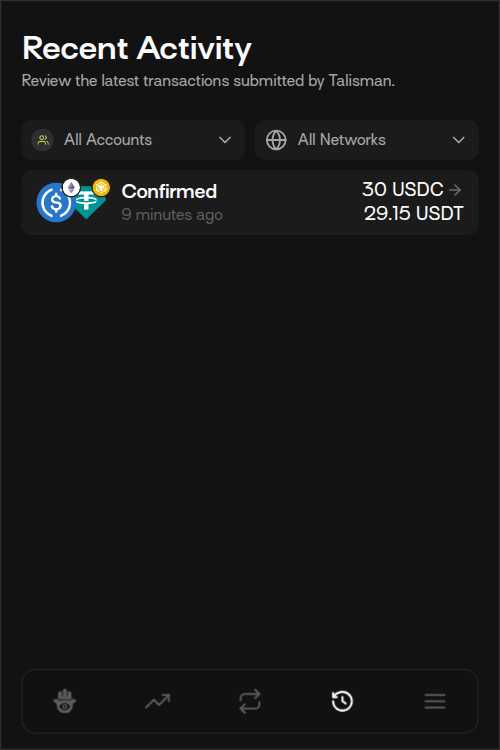 Recent Activity
Review the latest transactions submitted by Talisman.
All Accounts
All Networks
Confirmed
30 USDC →
9 minutes ago
29.15 USDT